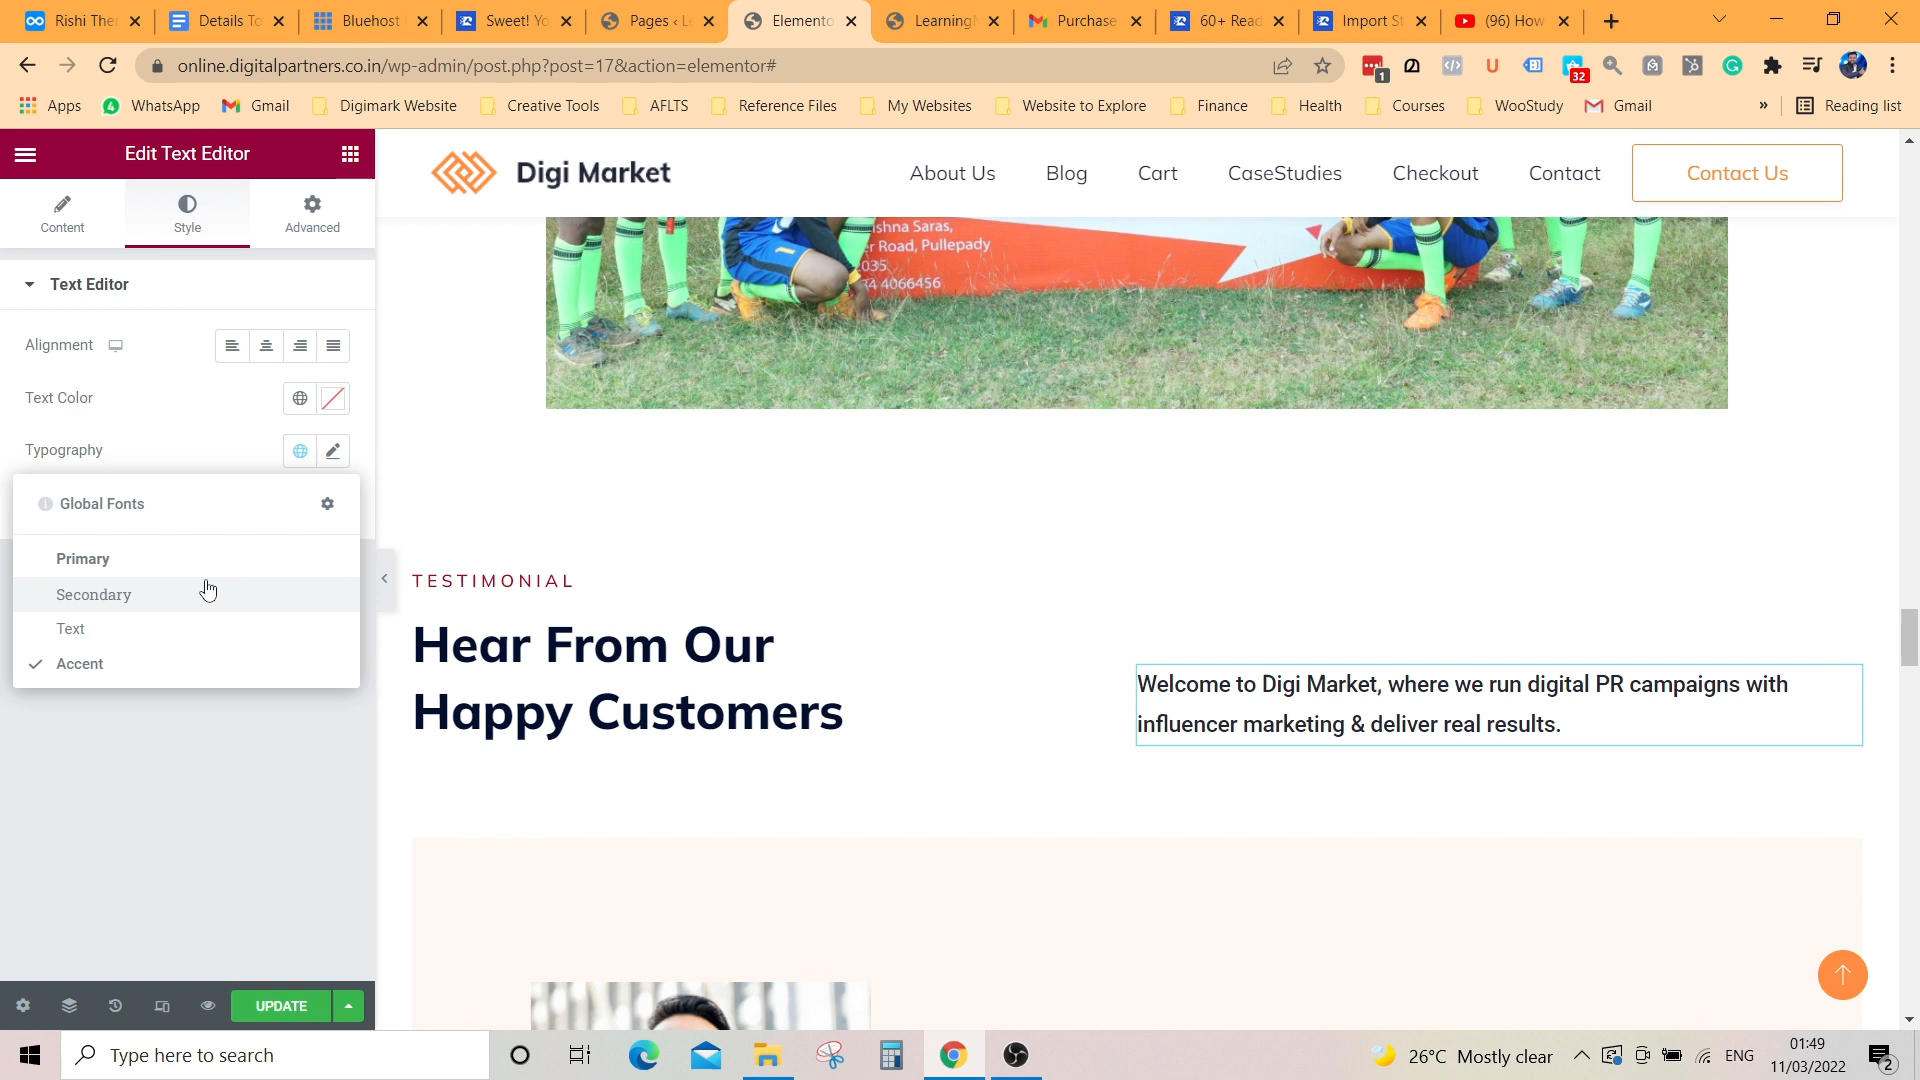 Rishi The
Details To
Bluehost
Sweet! Yo
Pages ‹ Le
Elemento
Learning
Purchase
60+ Read
Import St
(96) How
online.digitalpartners.co.in/wp-admin/post.php?post=17&action=elementor#
1
32
Apps
WhatsApp
Gmail
Digimark Website
Creative Tools
AFLTS
Reference Files
My Websites
Website to Explore
Finance
Health
Courses
WooStudy
Gmail
»
Reading list
Edit Text Editor
Content
Style
Advanced
Text Editor
Alignment
Text Color
Typography
Global Fonts
Primary
Secondary
Text
Accent
UPDATE
Digi Market
About Us
Blog
Cart
CaseStudies
Checkout
Contact
Contact Us
shna Saras,
er Road, Pullepady
035
4066456
TESTIMONIAL
Hear From Our
Happy Customers
Welcome to Digi Market, where we run digital PR campaigns with
influencer marketing & deliver real results.
Type here to search
26°C Mostly clear
ENG
01:49
11/03/2022
2